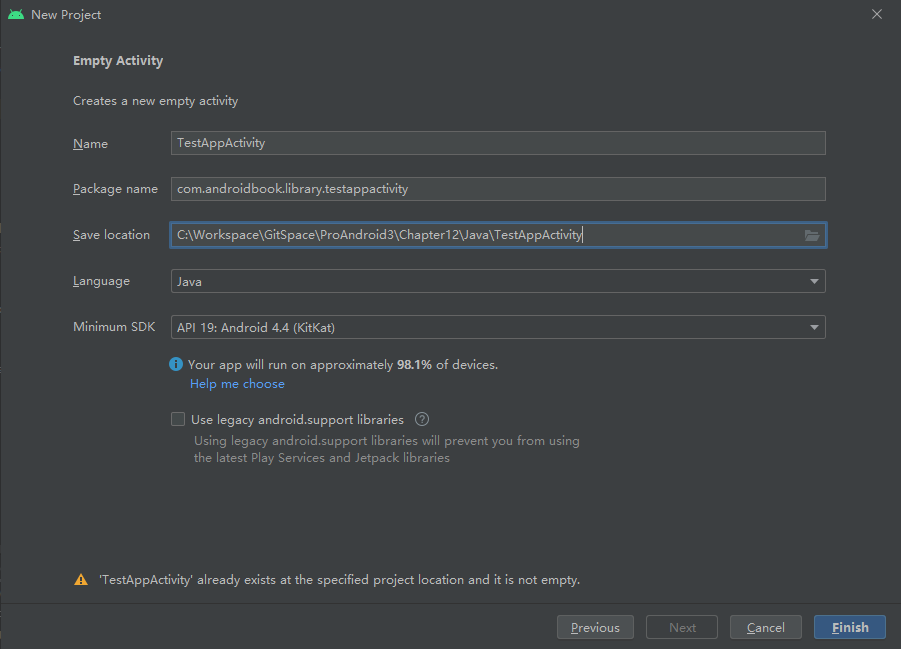 New Project
Empty Activity
Creates a new empty activity
Name TestAppActivity
Package name com.androidbook.library.testappactivity
Save location C:\Workspace\GitSpace\ProAndroid3\Chapter12\Java\TestAppActivity
Language Java
Minimum SDK API 19: Android 4.4 (KitKat)
Your app will run on approximately 98.1% of devices.
Help me choose
Use legacy android.support libraries ?
Using legacy android.support libraries will prevent you from using
the latest Play Services and Jetpack libraries
'TestAppActivity' already exists at the specified project location and it is not empty.
Previous Next Cancel Finish